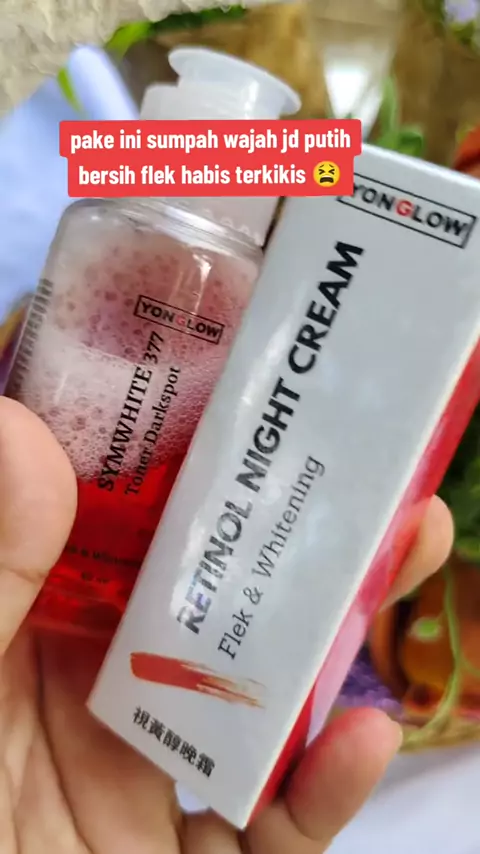 pake ini sumpah wajah jd putih
bersih flek habis terkikis 😫
YONGLOW
RETINOL NIGHT CREAM
Flek & Whitening
視黃醇晚霜
YONGLOW
SYMWHITE 377
Toner Darkspot